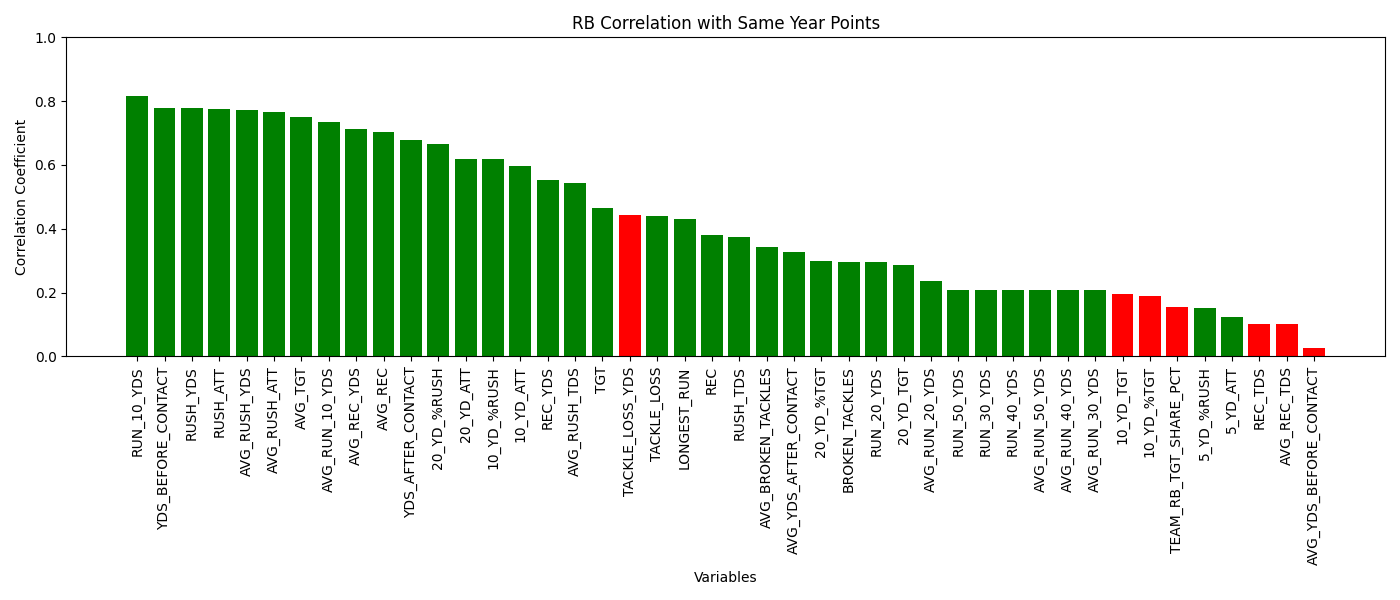 RB Correlation with Same Year Points
Correlation Coefficient
1.0
0.8
0.6
0.4
0.2
0.0
RUN_10_YDS
YDS_BEFORE_CONTACT
RUSH_YDS
RUSH_ATT
AVG_RUSH_YDS
AVG_RUSH_ATT
AVG_TGT
AVG_RUN_10_YDS
AVG_REC_YDS
AVG_REC
YDS_AFTER_CONTACT
20_YD_%RUSH
20_YD_ATT
10_YD_%RUSH
10_YD_ATT
REC_YDS
AVG_RUSH_TDS
TGT
TACKLE_LOSS_YDS
TACKLE_LOSS
LONGEST_RUN
REC
RUSH_TDS
AVG_BROKEN_TACKLES
AVG_YDS_AFTER_CONTACT
20_YD_%TGT
BROKEN_TACKLES
RUN_20_YDS
20_YD_TGT
AVG_RUN_20_YDS
RUN_50_YDS
RUN_30_YDS
RUN_40_YDS
AVG_RUN_50_YDS
AVG_RUN_40_YDS
AVG_RUN_30_YDS
10_YD_TGT
10_YD_%TGT
TEAM_RB_TGT_SHARE_PCT
5_YD_%RUSH
5_YD_ATT
REC_TDS
AVG_REC_TDS
AVG_YDS_BEFORE_CONTACT
Variables